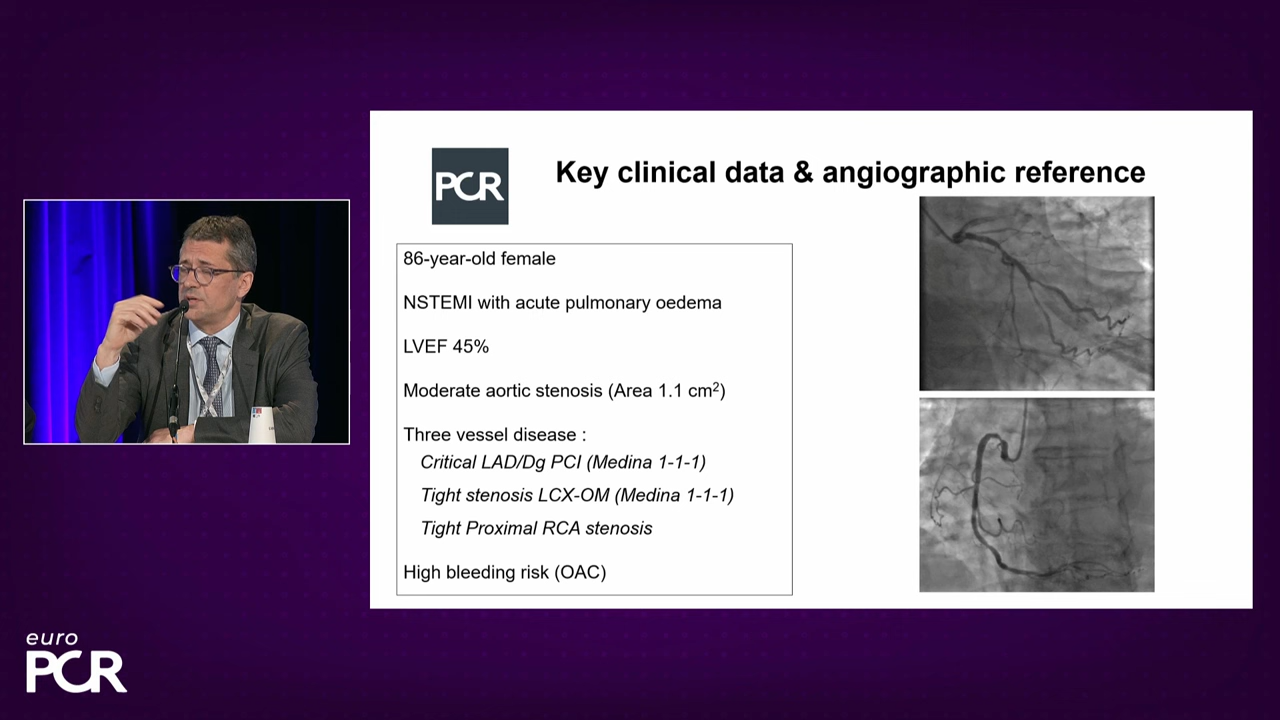 PCR
Key clinical data & angiographic reference
86-year-old female
NSTEMI with acute pulmonary oedema
LVEF 45%
Moderate aortic stenosis (Area 1.1 cm²)
Three vessel disease :
Critical LAD/Dg PCI (Medina 1-1-1)
Tight stenosis LCX-OM (Medina 1-1-1)
Tight Proximal RCA stenosis
High bleeding risk (OAC)
euro
PCR